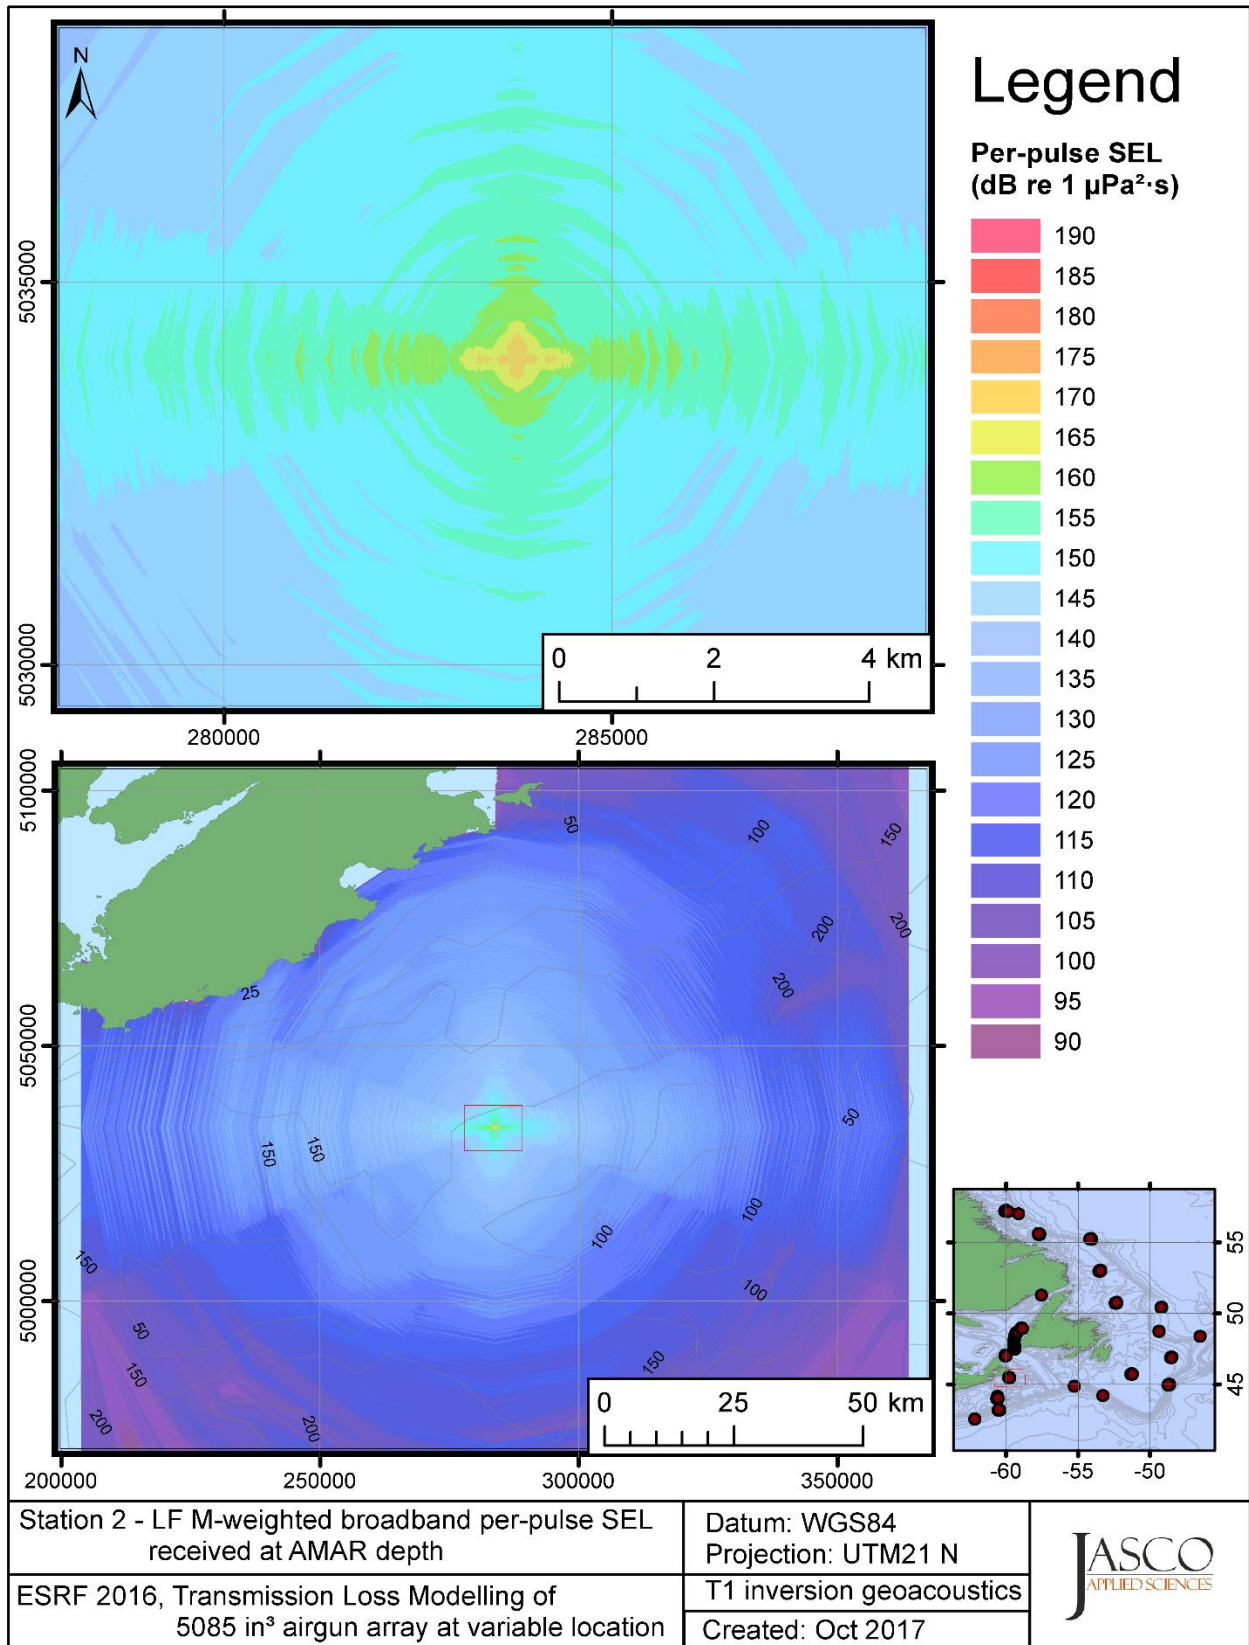 N
5035000
5030000
0 2 4 km
280000 285000
Legend
Per-pulse SEL
(dB re 1 µPa²·s)
190
185
180
175
170
165
160
155
150
145
140
135
130
125
120
115
110
105
100
95
90
5100000
5050000
5000000
50
100
150
200
200
200
25
150
150
50
100
100
100
150
50
150
200
200
150
0 25 50 km
200000 250000 300000 350000
55
50
45
-60 -55 -50
Station 2 - LF M-weighted broadband per-pulse SEL
received at AMAR depth
ESRF 2016, Transmission Loss Modelling of
5085 in³ airgun array at variable location
Datum: WGS84
Projection: UTM21 N
T1 inversion geoacoustics
Created: Oct 2017
JASCO
APPLIED SCIENCES